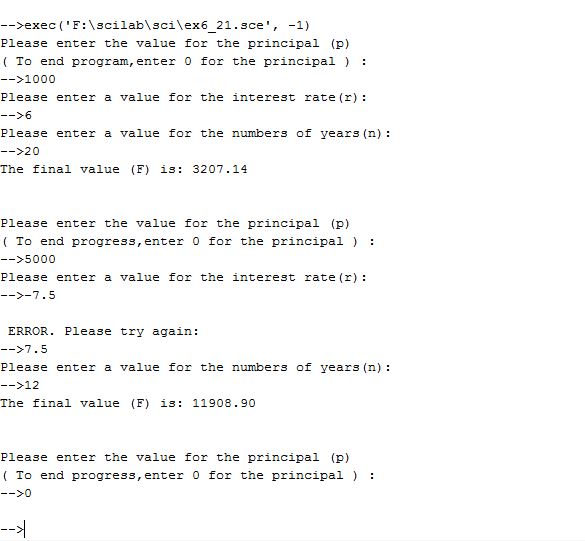 -->exec('F:\scilab\sci\ex6_21.sce', -1)
Please enter the value for the principal (p)
( To end program,enter 0 for the principal ) :
-->1000
Please enter a value for the interest rate(r):
-->6
Please enter a value for the numbers of years(n):
-->20
The final value (F) is: 3207.14
Please enter the value for the principal (p)
( To end progress,enter 0 for the principal ) :
-->5000
Please enter a value for the interest rate(r):
-->-7.5
ERROR. Please try again:
-->7.5
Please enter a value for the numbers of years(n):
-->12
The final value (F) is: 11908.90
Please enter the value for the principal (p)
( To end progress,enter 0 for the principal ) :
-->0
-->